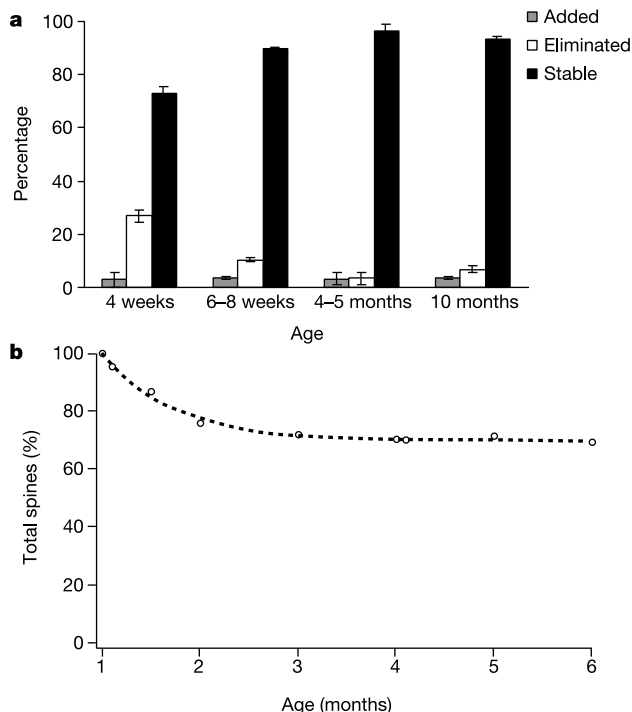 a
Added
Eliminated
Stable
Percentage
100
80
60
40
20
0
4 weeks 6–8 weeks 4–5 months 10 months
Age
b
Total spines (%)
100
80
60
40
80
0
1 2 3 4 5 6
Age (months)